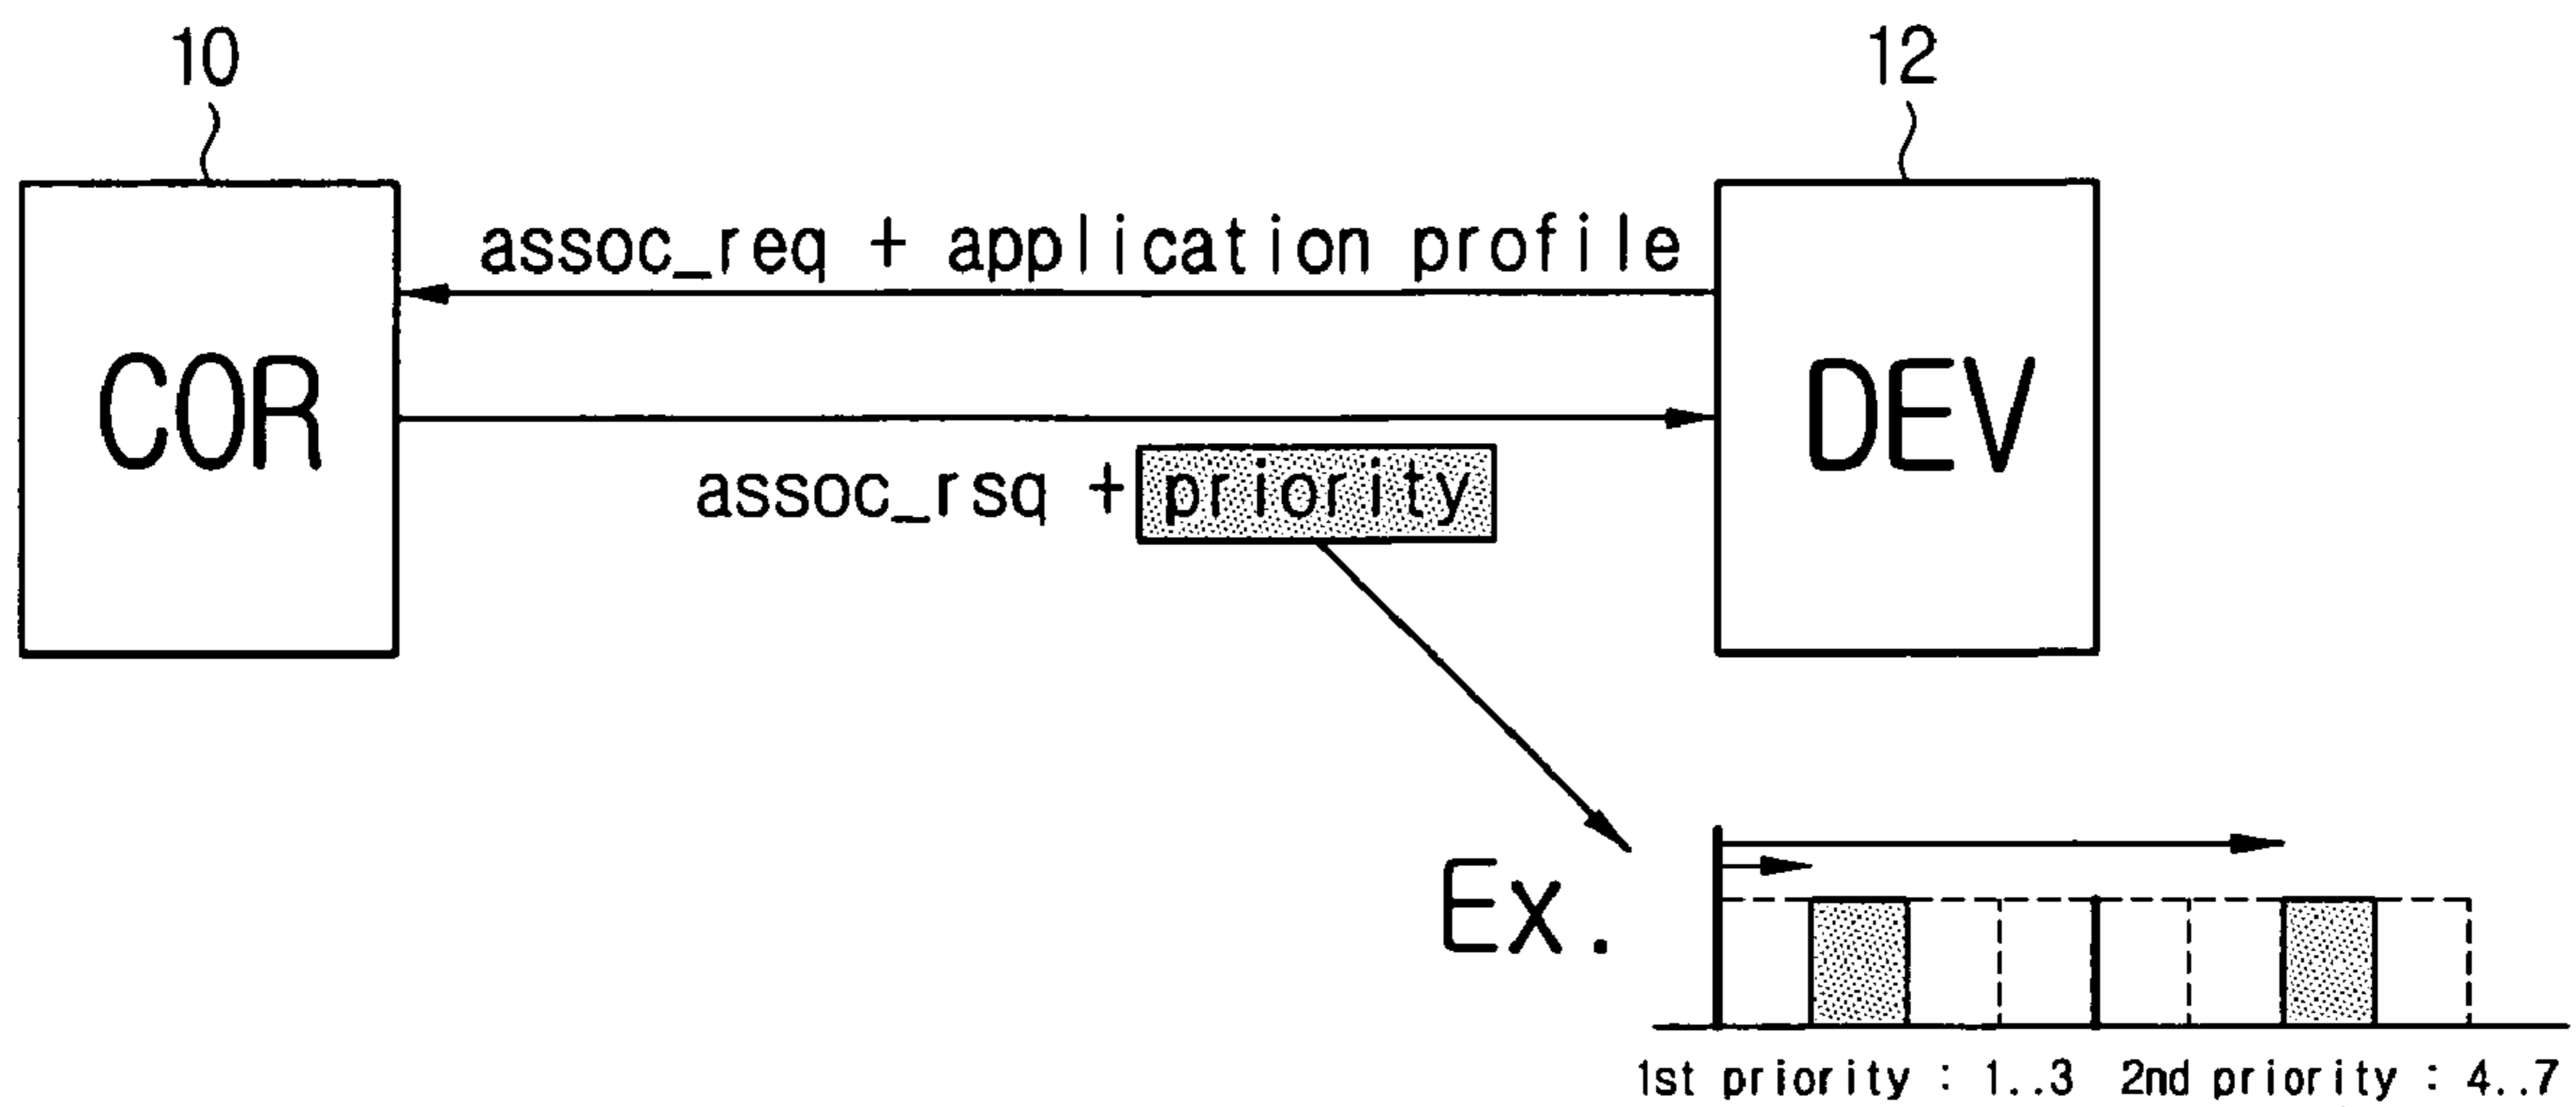 10
12
assoc_req + application profile
COR
DEV
assoc_rsq + priority
Ex.
1st priority : 1..3 2nd priority : 4..7